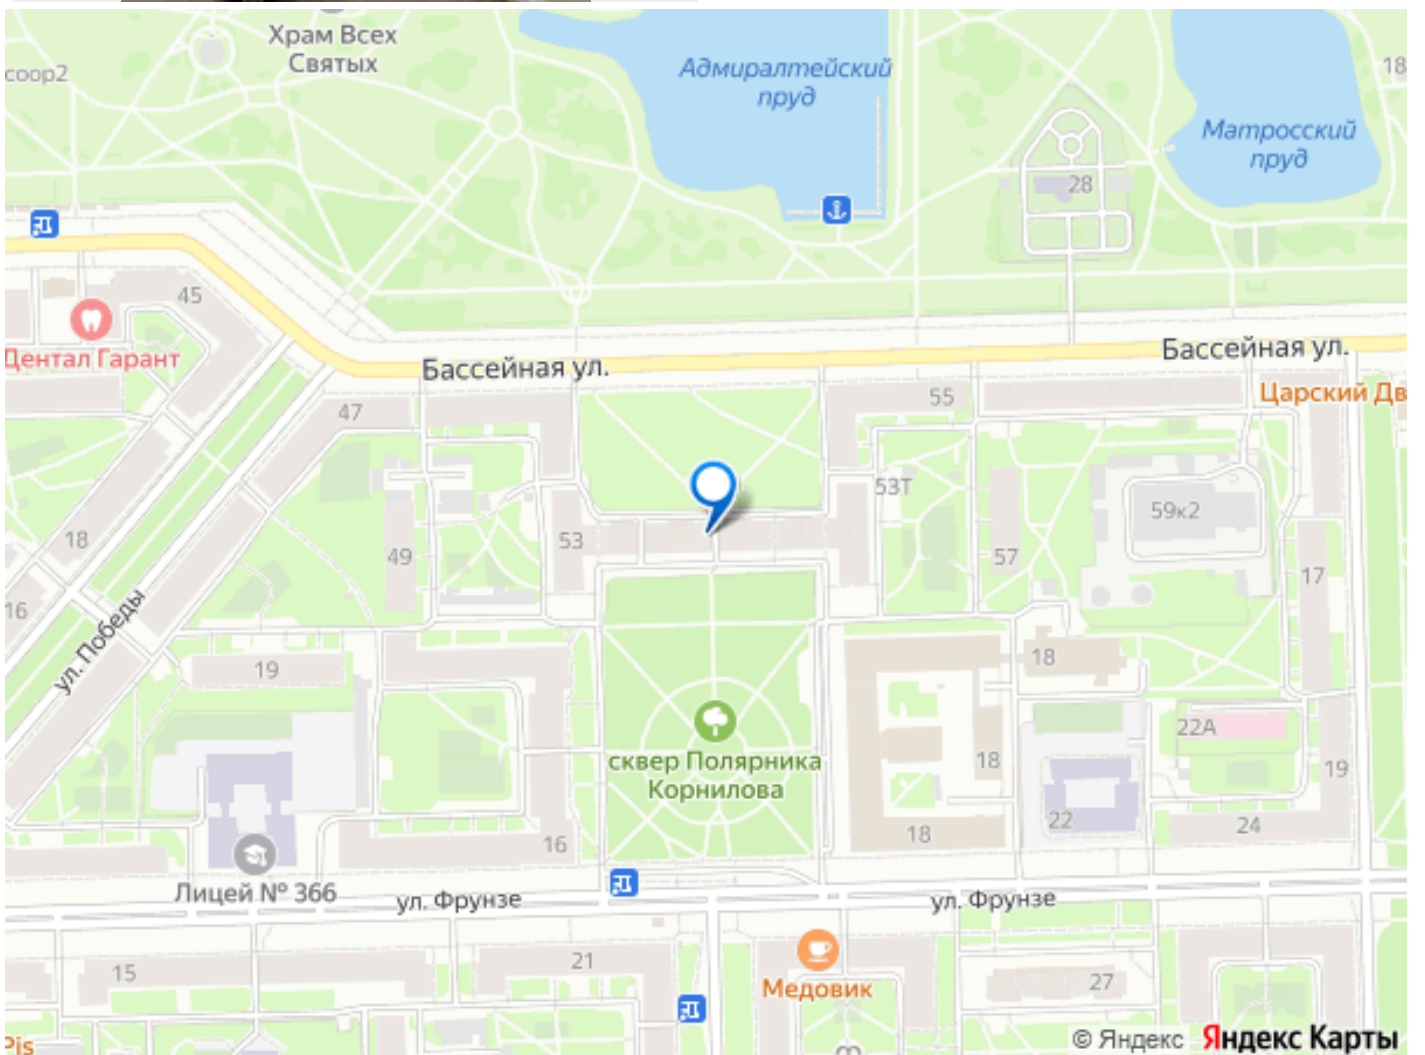 Храм Всех
Святых
соор2
Адмиралтейский
пруд
18
Матросский
пруд
28
45
Дентал Гарант
Бассейная ул.
Бассейная ул.
47
55
Царский Дв
53Т
59к2
18
53
49
57
17
16
ул. Победы
19
18
22А
сквер Полярника
Корнилова
18
19
22
18
24
16
Лицей № 366
ул. Фрунзе
ул. Фрунзе
21
15
Медовик
27
Pis
© Яндекс Яндекс Карты